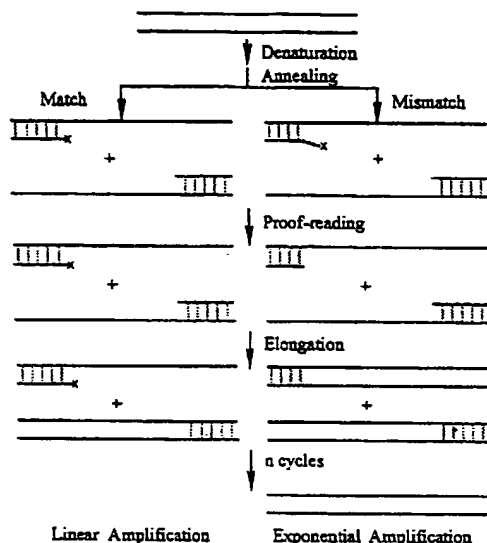 Denaturation
Annealing
Match
Mismatch
x
x
+
+
Proof-reading
x
+
+
Elongation
x
+
+
n cycles
Linear Amplification
Exponential Amplification